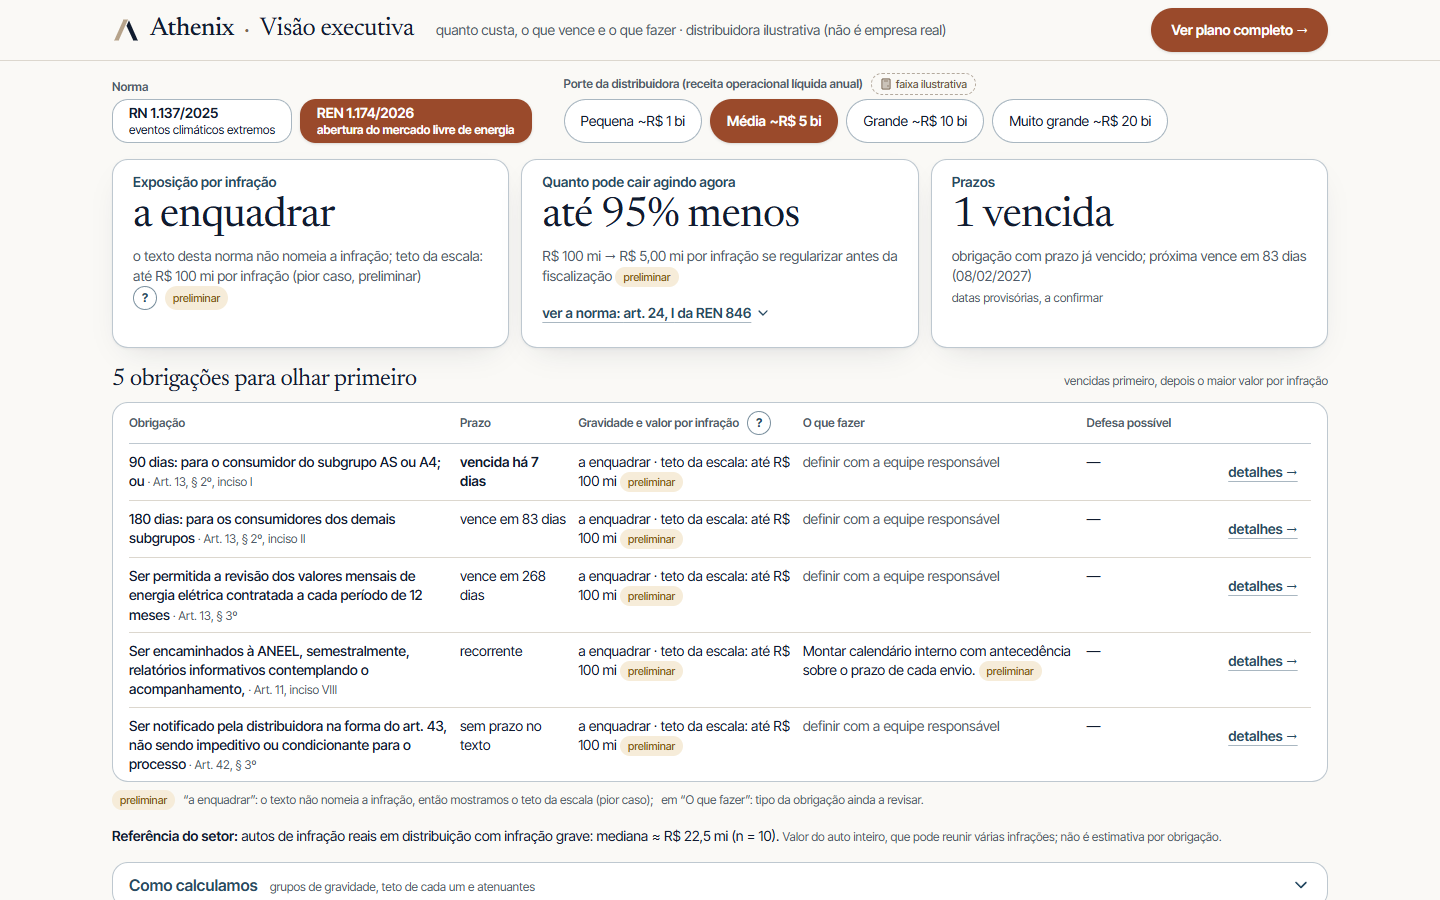 Athenix · Visão executiva
quanto custa, o que vence e o que fazer · distribuidora ilustrativa (não é empresa real)
Ver plano completo →
Norma
RN 1.137/2025
eventos climáticos extremos
REN 1.174/2026
abertura do mercado livre de energia
Porte da distribuidora (receita operacional líquida anual)
faixa ilustrativa
Pequena ~R$ 1 bi
Média ~R$ 5 bi
Grande ~R$ 10 bi
Muito grande ~R$ 20 bi
Exposição por infração
a enquadrar
o texto desta norma não nomeia a infração; teto da escala:
até R$ 100 mi por infração (pior caso, preliminar)
? preliminar
Quanto pode cair agindo agora
até 95% menos
R$ 100 mi → R$ 5,00 mi por infração se regularizar antes da
fiscalização preliminar
ver a norma: art. 24, I da REN 846
Prazos
1 vencida
obrigação com prazo já vencido; próxima vence em 83 dias
(08/02/2027)
datas provisórias, a confirmar
5 obrigações para olhar primeiro
vencidas primeiro, depois o maior valor por infração
Obrigação
Prazo
Gravidade e valor por infração ?
O que fazer
Defesa possível
90 dias: para o consumidor do subgrupo AS ou A4;
ou · Art. 13, § 2º, inciso I
vencida há 7
dias
a enquadrar · teto da escala: até R$
100 mi preliminar
definir com a equipe responsável
—
detalhes →
180 dias: para os consumidores dos demais
subgrupos · Art. 13, § 2º, inciso II
vence em 83 dias
a enquadrar · teto da escala: até R$
100 mi preliminar
definir com a equipe responsável
—
detalhes →
Ser permitida a revisão dos valores mensais de
energia elétrica contratada a cada período de 12
meses · Art. 13, § 3º
vence em 268
dias
a enquadrar · teto da escala: até R$
100 mi preliminar
definir com a equipe responsável
—
detalhes →
Ser encaminhados à ANEEL, semestralmente,
relatórios informativos contemplando o
acompanhamento, · Art. 11, inciso VIII
recorrente
a enquadrar · teto da escala: até R$
100 mi preliminar
Montar calendário interno com antecedência
sobre o prazo de cada envio. preliminar
—
detalhes →
Ser notificado pela distribuidora na forma do art. 43,
não sendo impeditivo ou condicionante para o
processo · Art. 42, § 3º
sem prazo no
texto
a enquadrar · teto da escala: até R$
100 mi preliminar
definir com a equipe responsável
—
detalhes →
preliminar “a enquadrar”: o texto não nomeia a infração, então mostramos o teto da escala (pior caso); em “O que fazer”: tipo da obrigação ainda a revisar.
Referência do setor: autos de infração reais em distribuição com infração grave: mediana ≈ R$ 22,5 mi (n = 10). Valor do auto inteiro, que pode reunir várias infrações; não é estimativa por obrigação.
Como calculamos grupos de gravidade, teto de cada um e atenuantes